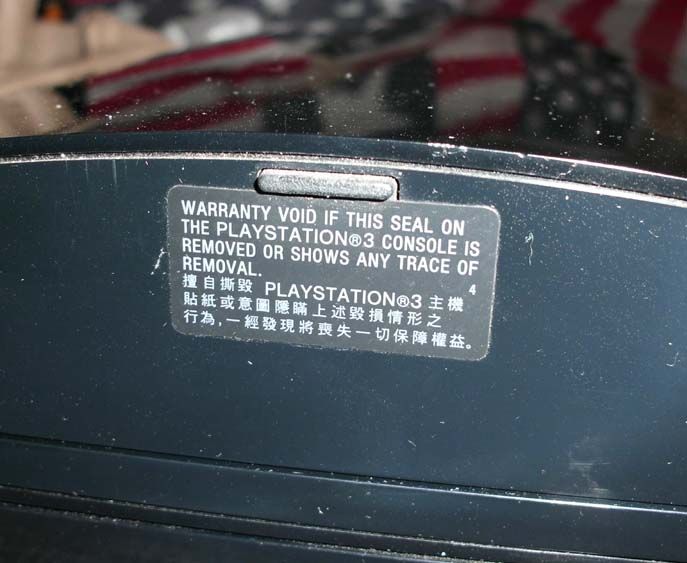 WARRANTY VOID IF THIS SEAL ON
THE PLAYSTATION®3 CONSOLE IS
REMOVED OR SHOWS ANY TRACE OF
REMOVAL. 4
擅自撕毀 PLAYSTATION®3 主機
貼紙或意圖隱瞞上述毀損情形之
行為,一經發現將喪失一切保障權益。